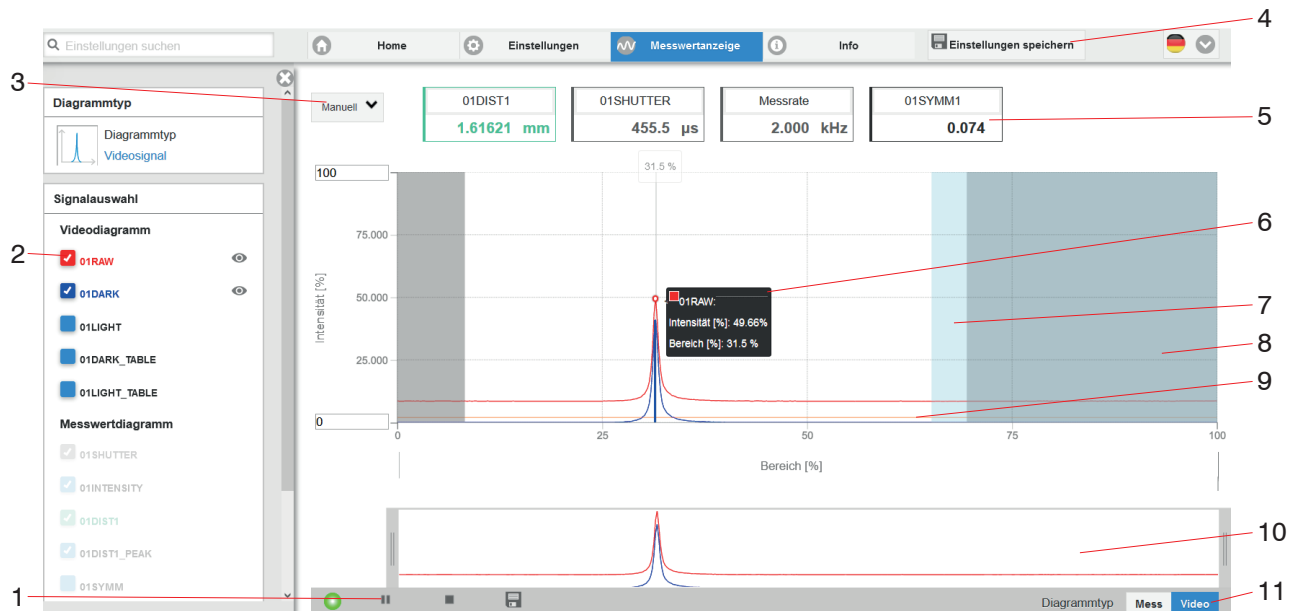 4
Einstellungen suchen
Home
Einstellungen
Messwertanzeige
Info
Einstellungen speichern
3
Diagrammtyp
Diagrammtyp
Videosignal
Manuell
01DIST1
1.61621 mm
01SHUTTER
455.5 µs
Messrate
2.000 kHz
01SYMM1
0.074
5
Signalauswahl
Videodiagramm
2
01RAW
01DARK
01LIGHT
01DARK_TABLE
01LIGHT_TABLE
Messwertdiagramm
01SHUTTER
01INTENSITY
01DIST1
01DIST1_PEAK
01SYMM
31.5 %
100
75.000
50.000
25.000
0
Intensität [%]
01RAW:
Intensität [%]: 49.66%
Bereich [%]: 31.5 %
6
7
8
9
0
25
50
75
100
Bereich [%]
10
1
Diagrammtyp
Mess
Video
11